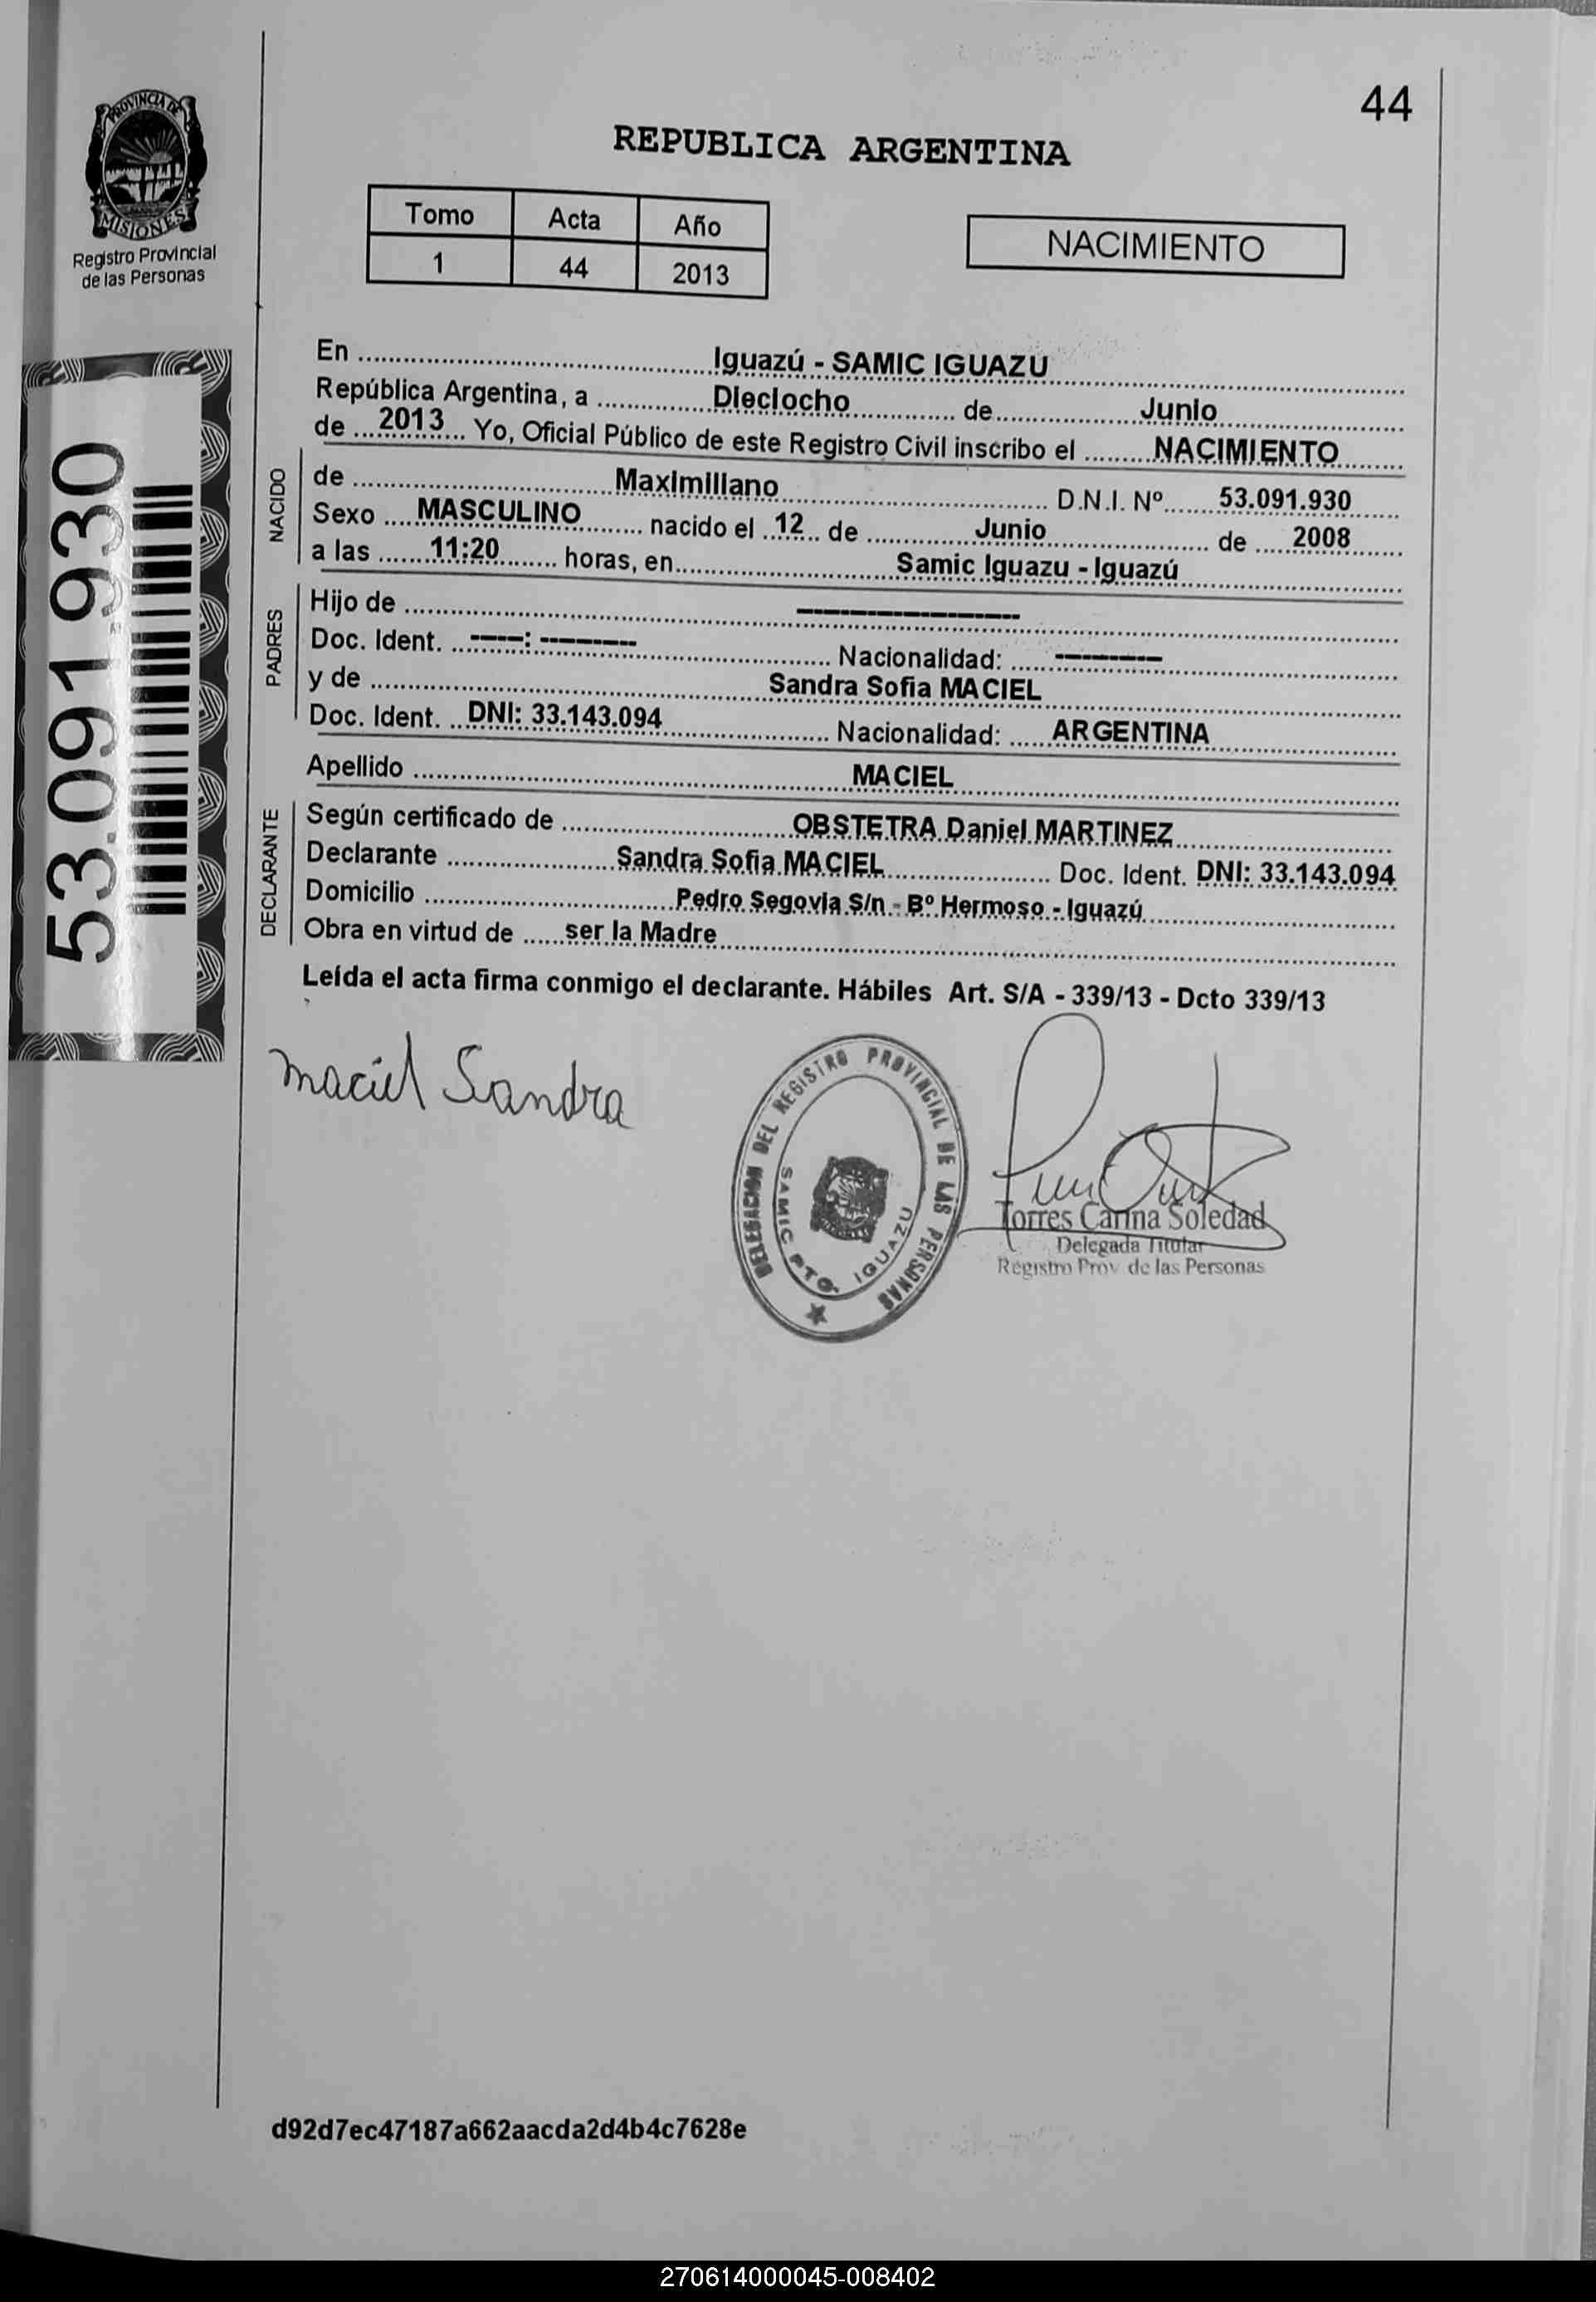 44
PROVINCIA DE
MISIONES
Registro Provincial
de las Personas
REPUBLICA ARGENTINA
Tomo Acta Año
1 44 2013
NACIMIENTO
53.091.930
En Iguazú - SAMIC IGUAZU
República Argentina, a Dieciocho de Junio
de 2013 Yo, Oficial Público de este Registro Civil inscribo el NACIMIENTO
NACIDO
de Maximiliano D.N.I. Nº 53.091.930
Sexo MASCULINO nacido el 12 de Junio de 2008
a las 11:20 horas, en Samic Iguazu - Iguazú
PADRES
Hijo de --------------------
Doc. Ident. -----: ---------
Nacionalidad: ----------
y de Sandra Sofia MACIEL
Doc. Ident. DNI: 33.143.094 Nacionalidad: ARGENTINA
Apellido MACIEL
DECLARANTE
Según certificado de OBSTETRA Daniel MARTINEZ
Declarante Sandra Sofia MACIEL Doc. Ident. DNI: 33.143.094
Domicilio Pedro Segovia S/n - Bº Hermoso - Iguazú
Obra en virtud de ser la Madre
Leída el acta firma conmigo el declarante. Hábiles Art. S/A - 339/13 - Dcto 339/13
Maciel Sandra
DELEGACION DEL REGISTRO PROVINCIAL DE LAS PERSONAS
SAMIC PTO. IGUAZU
Torres Carina Soledad
Delegada Titular
Registro Prov de las Personas
d92d7ec47187a662aacda2d4b4c7628e
270614000045-008402